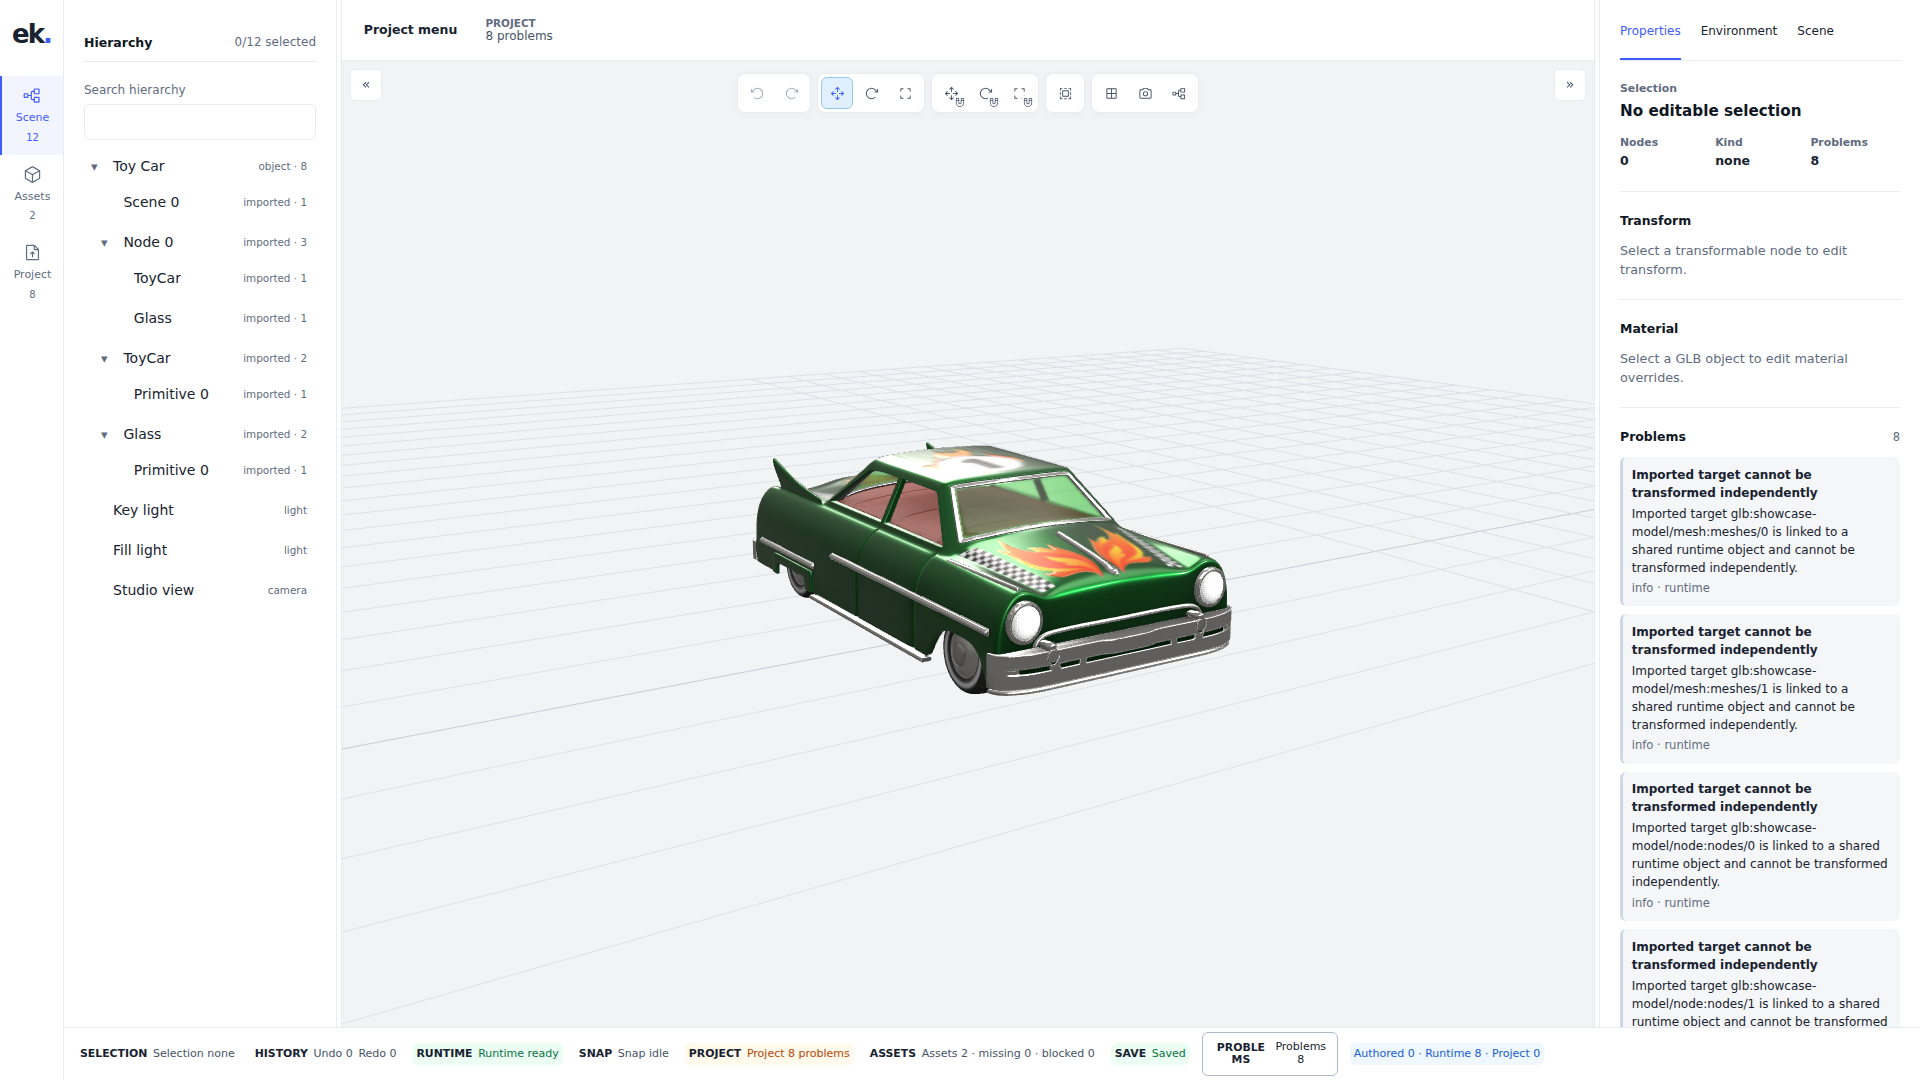 ek.
Scene
12
Assets
2
Project
8
Hierarchy
0/12 selected
Search hierarchy
▾ Toy Car object · 8
Scene 0 imported · 1
▾ Node 0 imported · 3
ToyCar imported · 1
Glass imported · 1
▾ ToyCar imported · 2
Primitive 0 imported · 1
▾ Glass imported · 2
Primitive 0 imported · 1
Key light light
Fill light light
Studio view camera
Project menu
PROJECT
8 problems
«
»
Properties Environment Scene
Selection
No editable selection
Nodes Kind Problems
0 none 8
Transform
Select a transformable node to edit
transform.
Material
Select a GLB object to edit material
overrides.
Problems 8
Imported target cannot be
transformed independently
Imported target glb:showcase-
model/mesh:meshes/0 is linked to a
shared runtime object and cannot be
transformed independently.
info · runtime
Imported target cannot be
transformed independently
Imported target glb:showcase-
model/mesh:meshes/1 is linked to a
shared runtime object and cannot be
transformed independently.
info · runtime
Imported target cannot be
transformed independently
Imported target glb:showcase-
model/node:nodes/0 is linked to a shared
runtime object and cannot be transformed
independently.
info · runtime
Imported target cannot be
transformed independently
Imported target glb:showcase-
model/node:nodes/1 is linked to a shared
runtime object and cannot be transformed
SELECTION Selection none
HISTORY Undo 0 Redo 0
RUNTIME Runtime ready
SNAP Snap idle
PROJECT Project 8 problems
ASSETS Assets 2 · missing 0 · blocked 0
SAVE Saved
PROBLE
MS
Problems
8
Authored 0 · Runtime 8 · Project 0